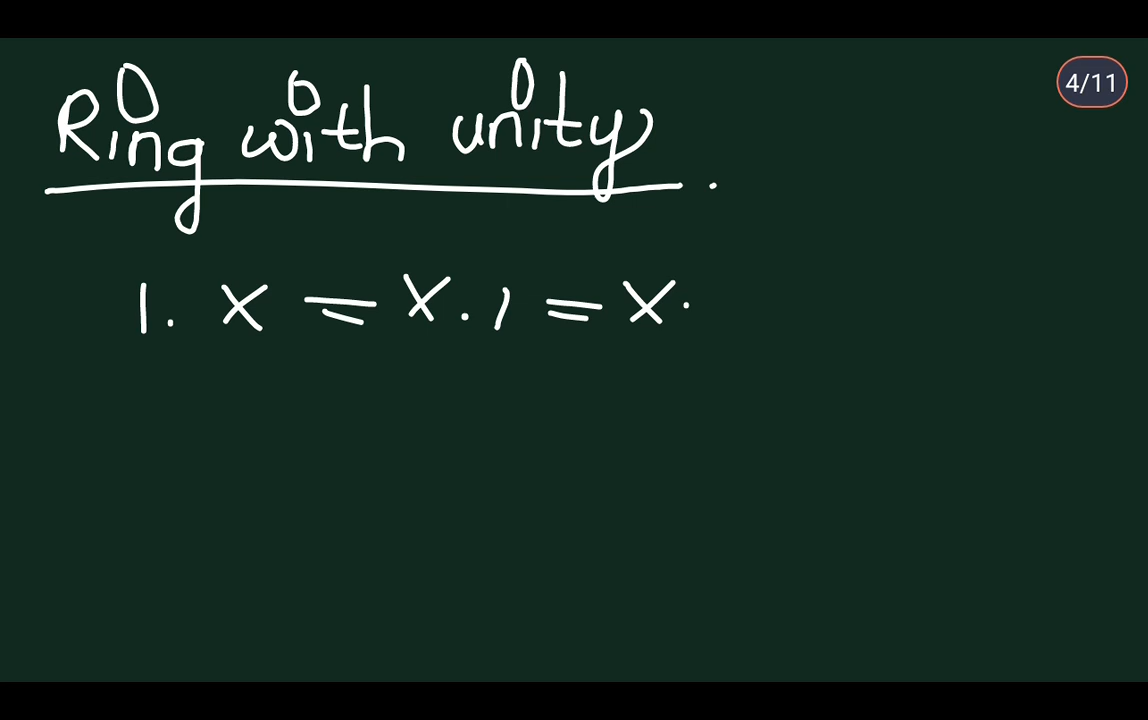 Ring with unity.
4/11
1. x = x . 1 = x.